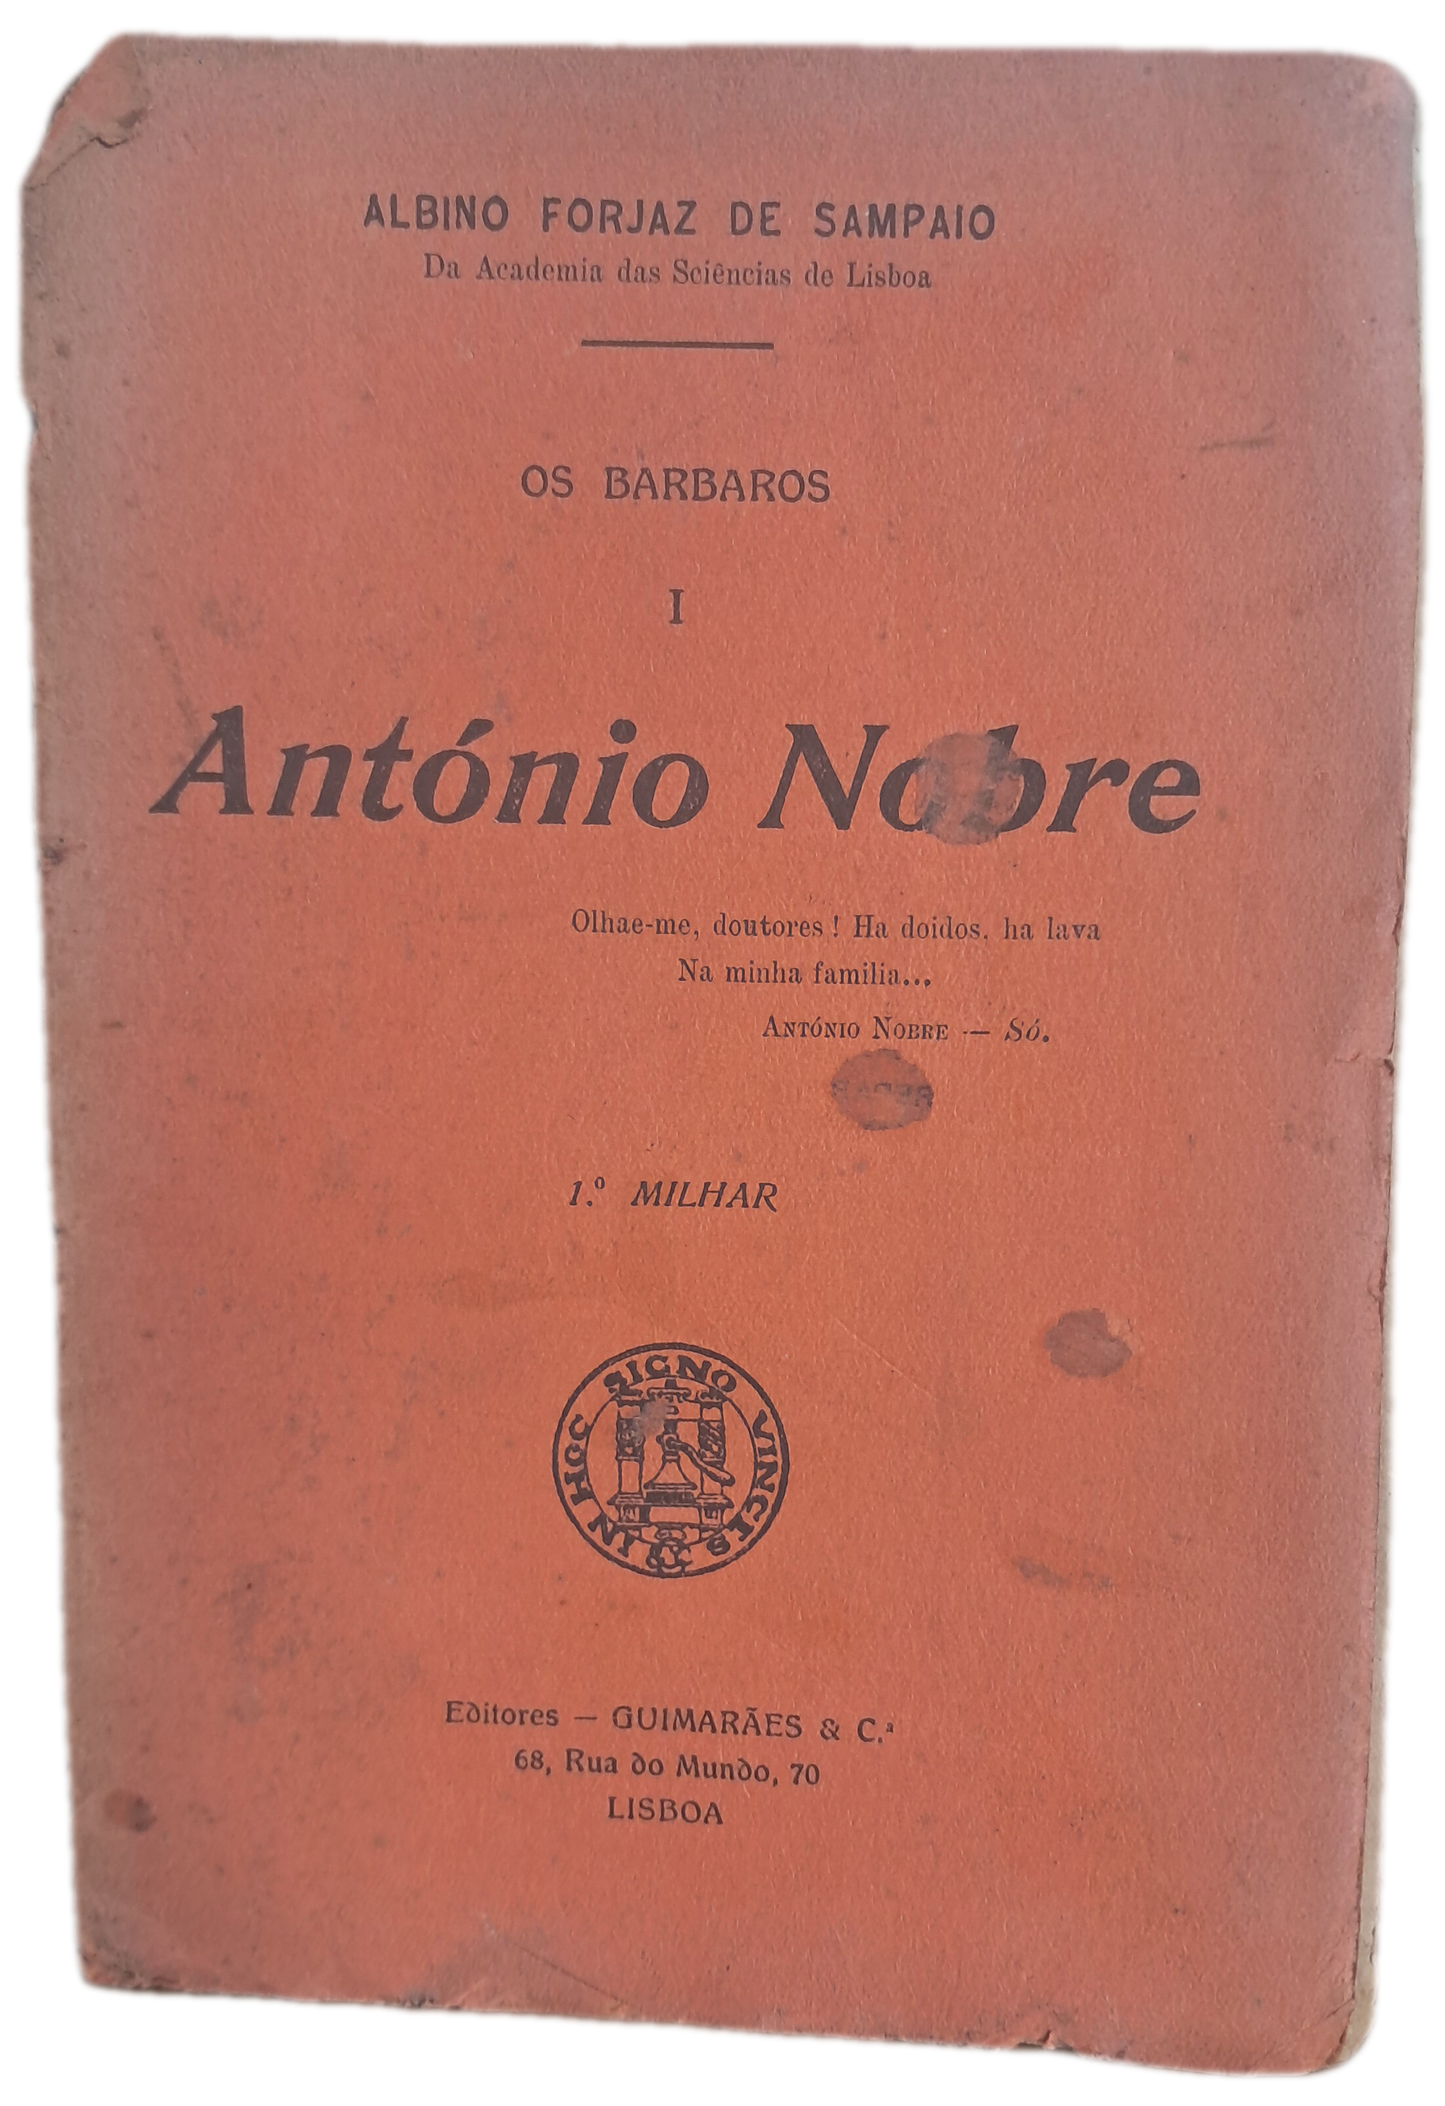 ALBINO FORJAZ DE SAMPAIO
Da Academia das Sciências de Lisboa
OS BARBAROS
I
António Nobre
Olhae-me, doutores! Ha doidos, ha lava
Na minha familia...
ANTÓNIO NOBRE — Só.
1.º MILHAR
IN HOC SIGNO VINCES
Editores — GUIMARÃES & C.ª
68, Rua do Mundo, 70
LISBOA